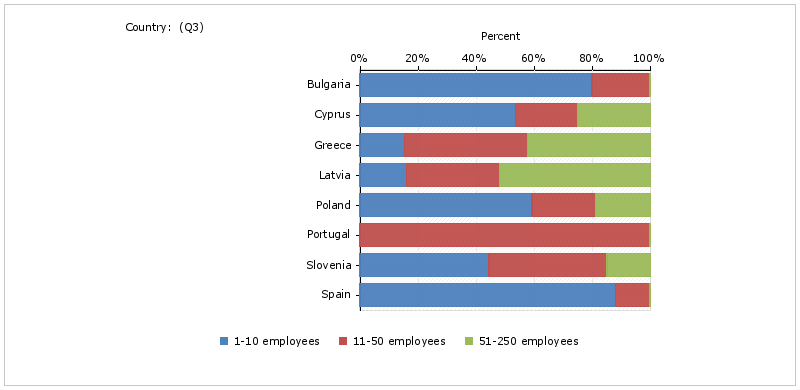 Country: (Q3)
Percent
0% 20% 40% 60% 80% 100%
Bulgaria
Cyprus
Greece
Latvia
Poland
Portugal
Slovenia
Spain
1-10 employees 11-50 employees 51-250 employees